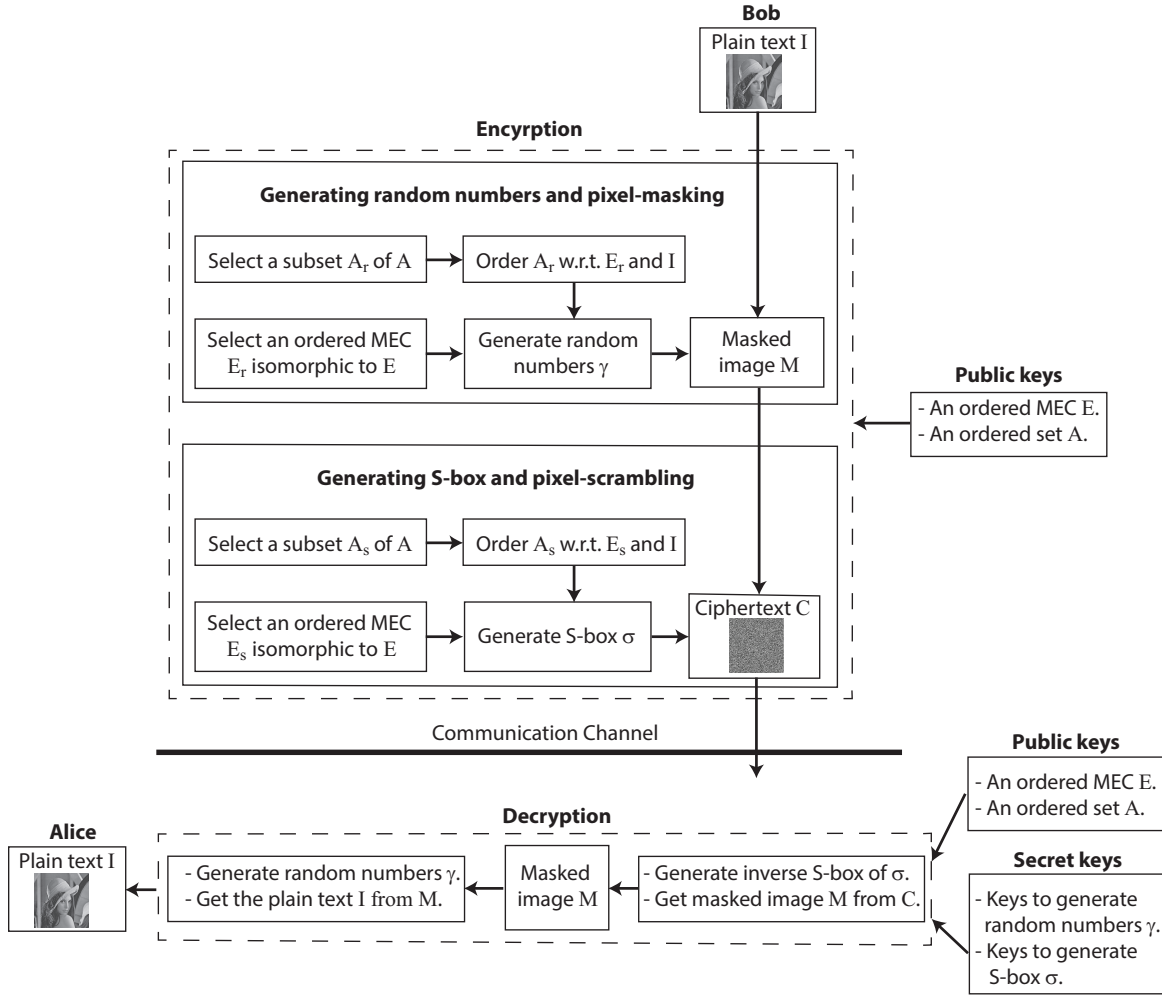 Bob
Plain text I
Encyrption
Generating random numbers and pixel-masking
Select a subset Aᵣ of A
Order Aᵣ w.r.t. Eᵣ and I
Select an ordered MEC
Eᵣ isomorphic to E
Generate random
numbers γ
Masked
image M
Public keys
- An ordered MEC E.
- An ordered set A.
Generating S-box and pixel-scrambling
Select a subset Aₛ of A
Order Aₛ w.r.t. Eₛ and I
Select an ordered MEC
Eₛ isomorphic to E
Generate S-box σ
Ciphertext C
Communication Channel
Public keys
- An ordered MEC E.
- An ordered set A.
Alice
Plain text I
Decryption
- Generate random numbers γ.
- Get the plain text I from M.
Masked
image M
- Generate inverse S-box of σ.
- Get masked image M from C.
Secret keys
- Keys to generate
random numbers γ.
- Keys to generate
S-box σ.